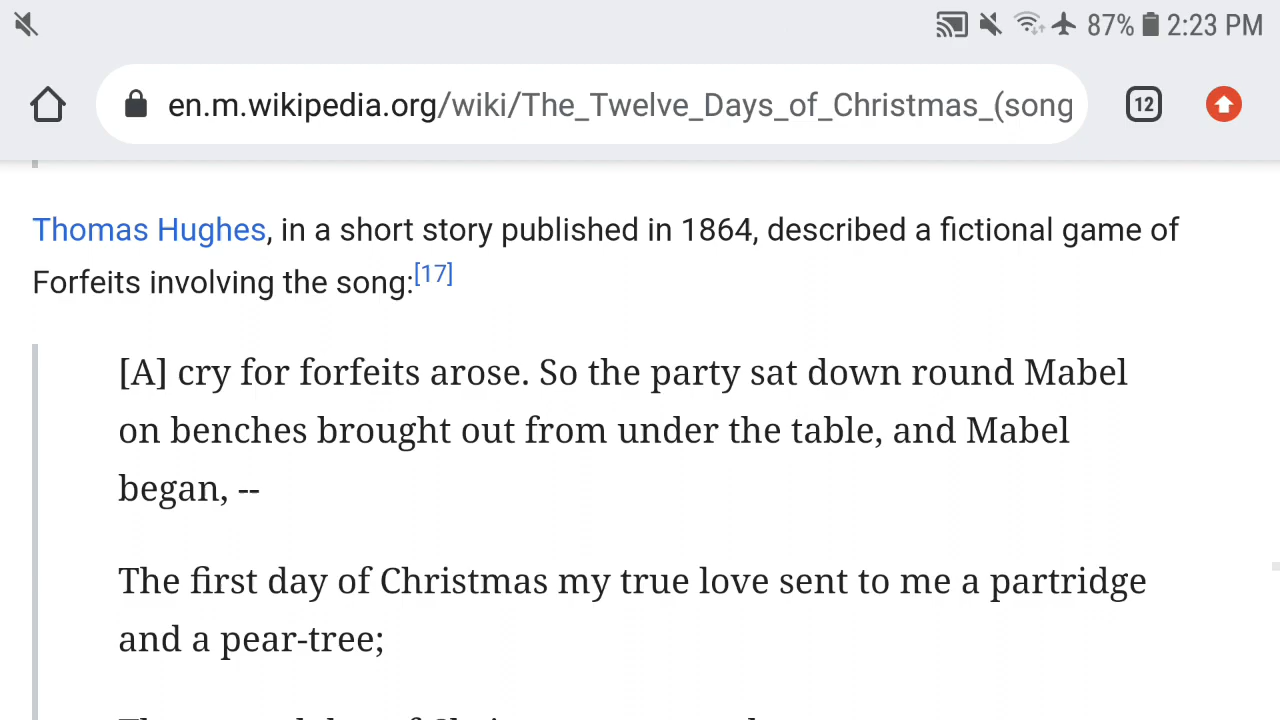 87% 2:23 PM
en.m.wikipedia.org/wiki/The_Twelve_Days_of_Christmas_(song
12
Thomas Hughes, in a short story published in 1864, described a fictional game of
Forfeits involving the song:[17]
[A] cry for forfeits arose. So the party sat down round Mabel
on benches brought out from under the table, and Mabel
began, --
The first day of Christmas my true love sent to me a partridge
and a pear-tree;